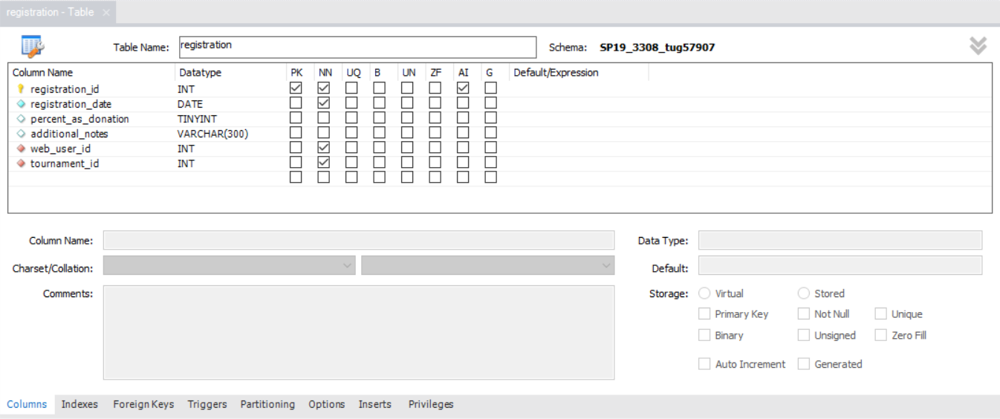 registration - Table ×
Table Name: registration Schema: SP19_3308_tug57907
Column Name Datatype PK NN UQ B UN ZF AI G Default/Expression
registration_id INT
registration_date DATE
percent_as_donation TINYINT
additional_notes VARCHAR(300)
web_user_id INT
tournament_id INT
Column Name: Data Type:
Charset/Collation: Default:
Comments: Storage: Virtual Stored
Primary Key Not Null Unique
Binary Unsigned Zero Fill
Auto Increment Generated
Columns Indexes Foreign Keys Triggers Partitioning Options Inserts Privileges